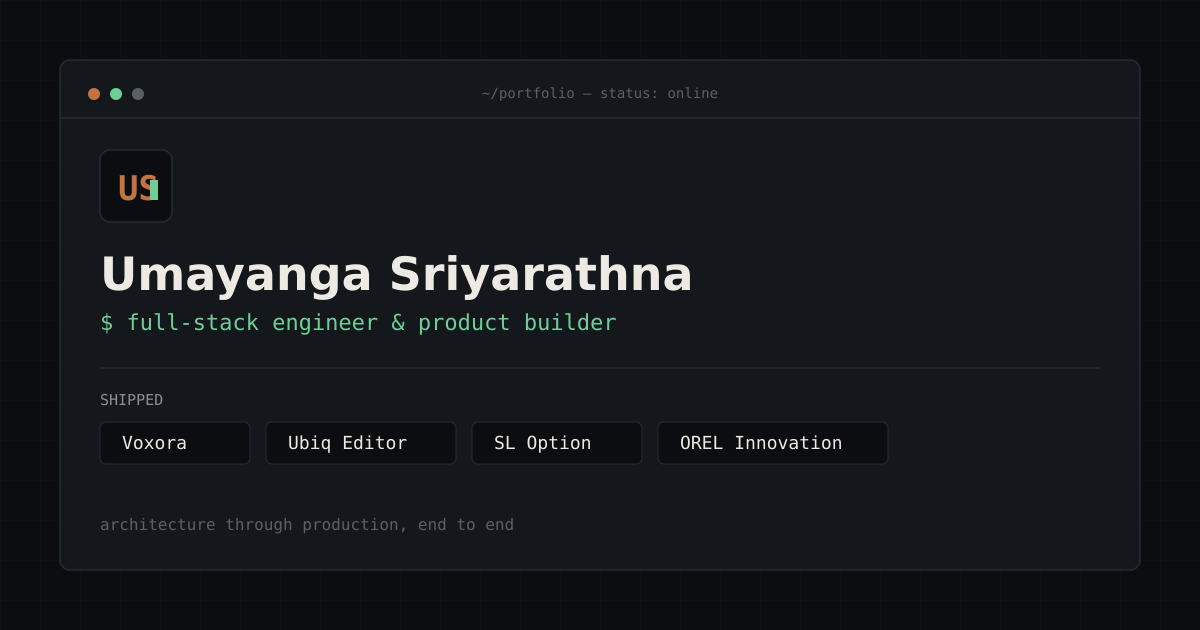 ~/portfolio — status: online
US
Umayanga Sriyarathna
$ full-stack engineer & product builder
SHIPPED
Voxora
Ubiq Editor
SL Option
OREL Innovation
architecture through production, end to end